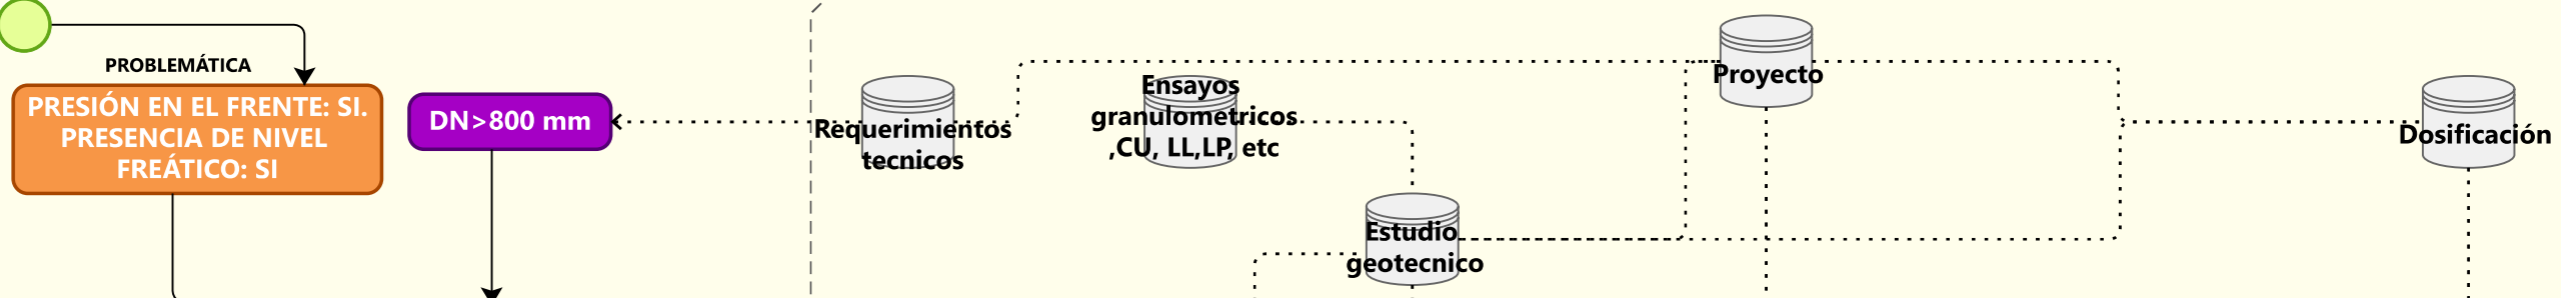 PROBLEMÁTICA
PRESIÓN EN EL FRENTE: SI.
PRESENCIA DE NIVEL
FREÁTICO: SI
DN>800 mm
Requerimientos
tecnicos
Ensayos
granulometricos
,CU, LL,LP, etc
Estudio
geotecnico
Proyecto
Dosificación